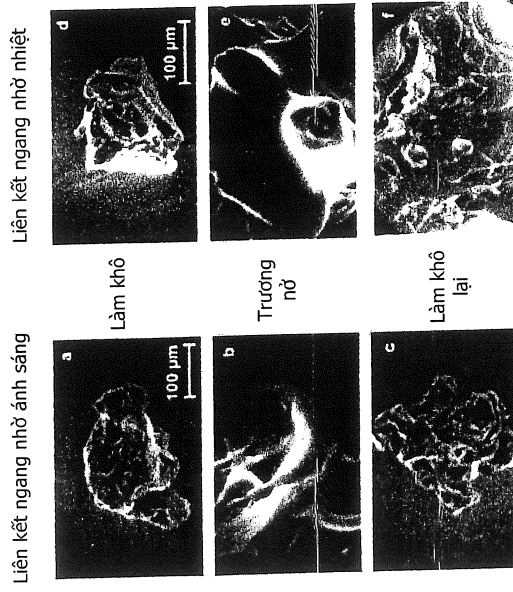 Liên kết ngang nhờ ánh sáng
Liên kết ngang nhờ nhiệt
a
100 µm
Làm khô
d
100 µm
b
Trương
nở
e
c
Làm khô
lại
f